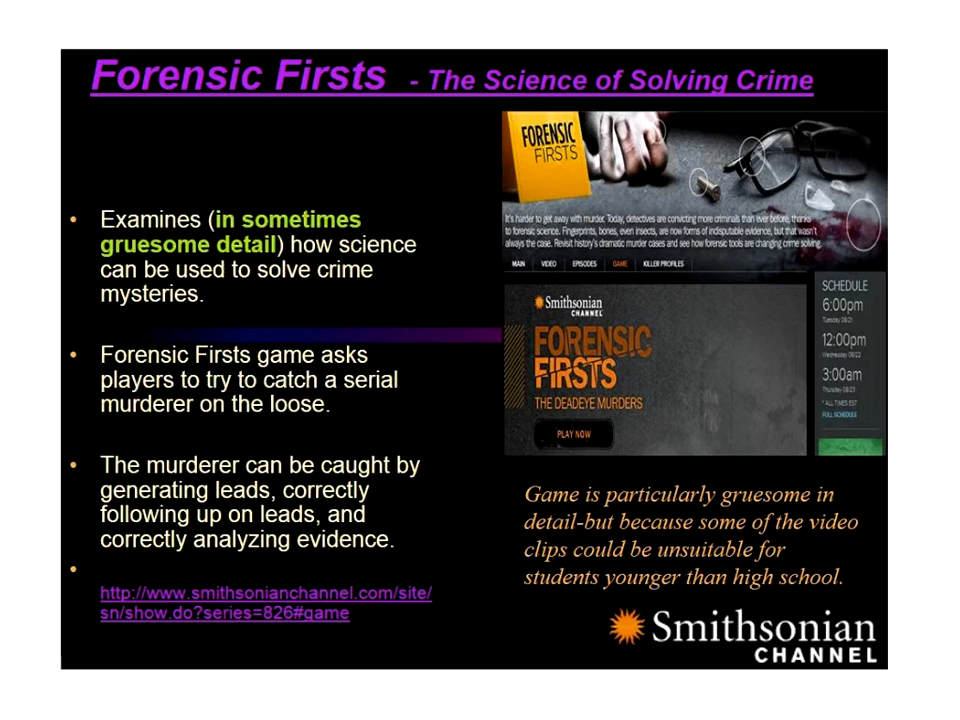 Forensic Firsts - The Science of Solving Crime
• Examines (in sometimes
gruesome detail) how science
can be used to solve crime
mysteries.
• Forensic Firsts game asks
players to try to catch a serial
murderer on the loose.
• The murderer can be caught by
generating leads, correctly
following up on leads, and
correctly analyzing evidence.
•
http://www.smithsonianchannel.com/site/
sn/show.do?series=826#game
FORENSIC
FIRSTS
It's harder to get away with murder. Today, detectives are convicting more criminals than ever before, thanks
to forensic science. Fingerprints, bones, even insects, are now forms of indisputable evidence, but that wasn't
always the case. Revisit history's dramatic murder cases and see how forensic tools are changing crime solving.
MAIN VIDEO EPISODES GAME KILLER PROFILES
Smithsonian
CHANNEL
FORENSIC
FIRSTS
THE DEADEYE MURDERS
PLAY NOW
SCHEDULE
6:00pm
Tuesday 08/21
12:00pm
Wednesday 08/22
3:00am
Thursday 08/23
* ALL TIMES EST
FULL SCHEDULE
Game is particularly gruesome in
detail-but because some of the video
clips could be unsuitable for
students younger than high school.
Smithsonian
CHANNEL